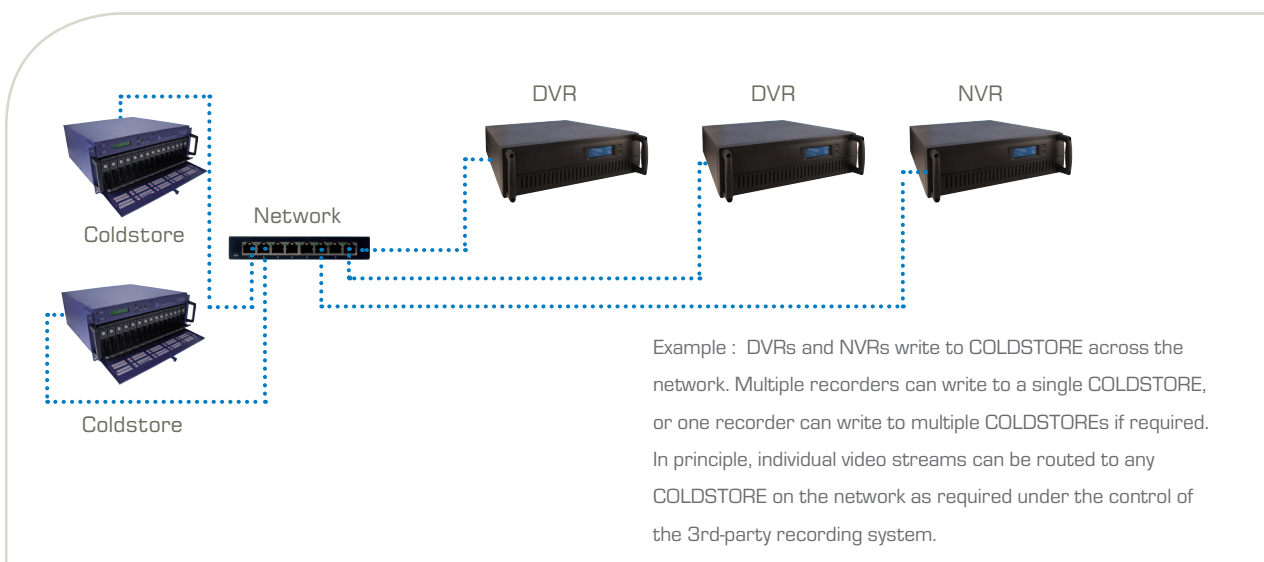 DVR
DVR
NVR
Coldstore
Network
Coldstore
Example : DVRs and NVRs write to COLDSTORE across the
network. Multiple recorders can write to a single COLDSTORE,
or one recorder can write to multiple COLDSTOREs if required.
In principle, individual video streams can be routed to any
COLDSTORE on the network as required under the control of
the 3rd-party recording system.